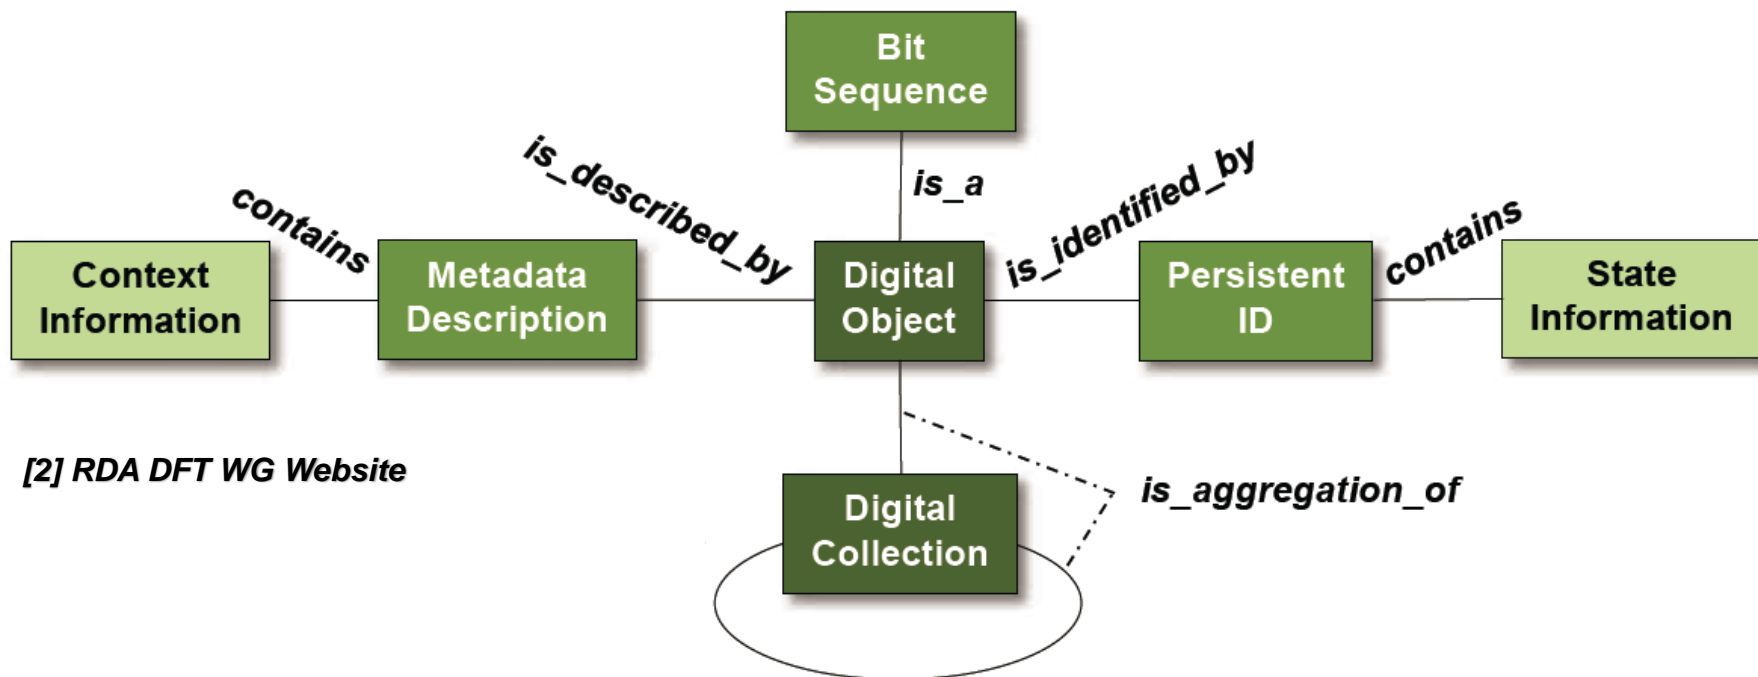 Bit
Sequence
is_described_by
is_a
is_identified_by
contains
contains
Context
Information
Metadata
Description
Digital
Object
Persistent
ID
State
Information
[2] RDA DFT WG Website
Digital
Collection
is_aggregation_of